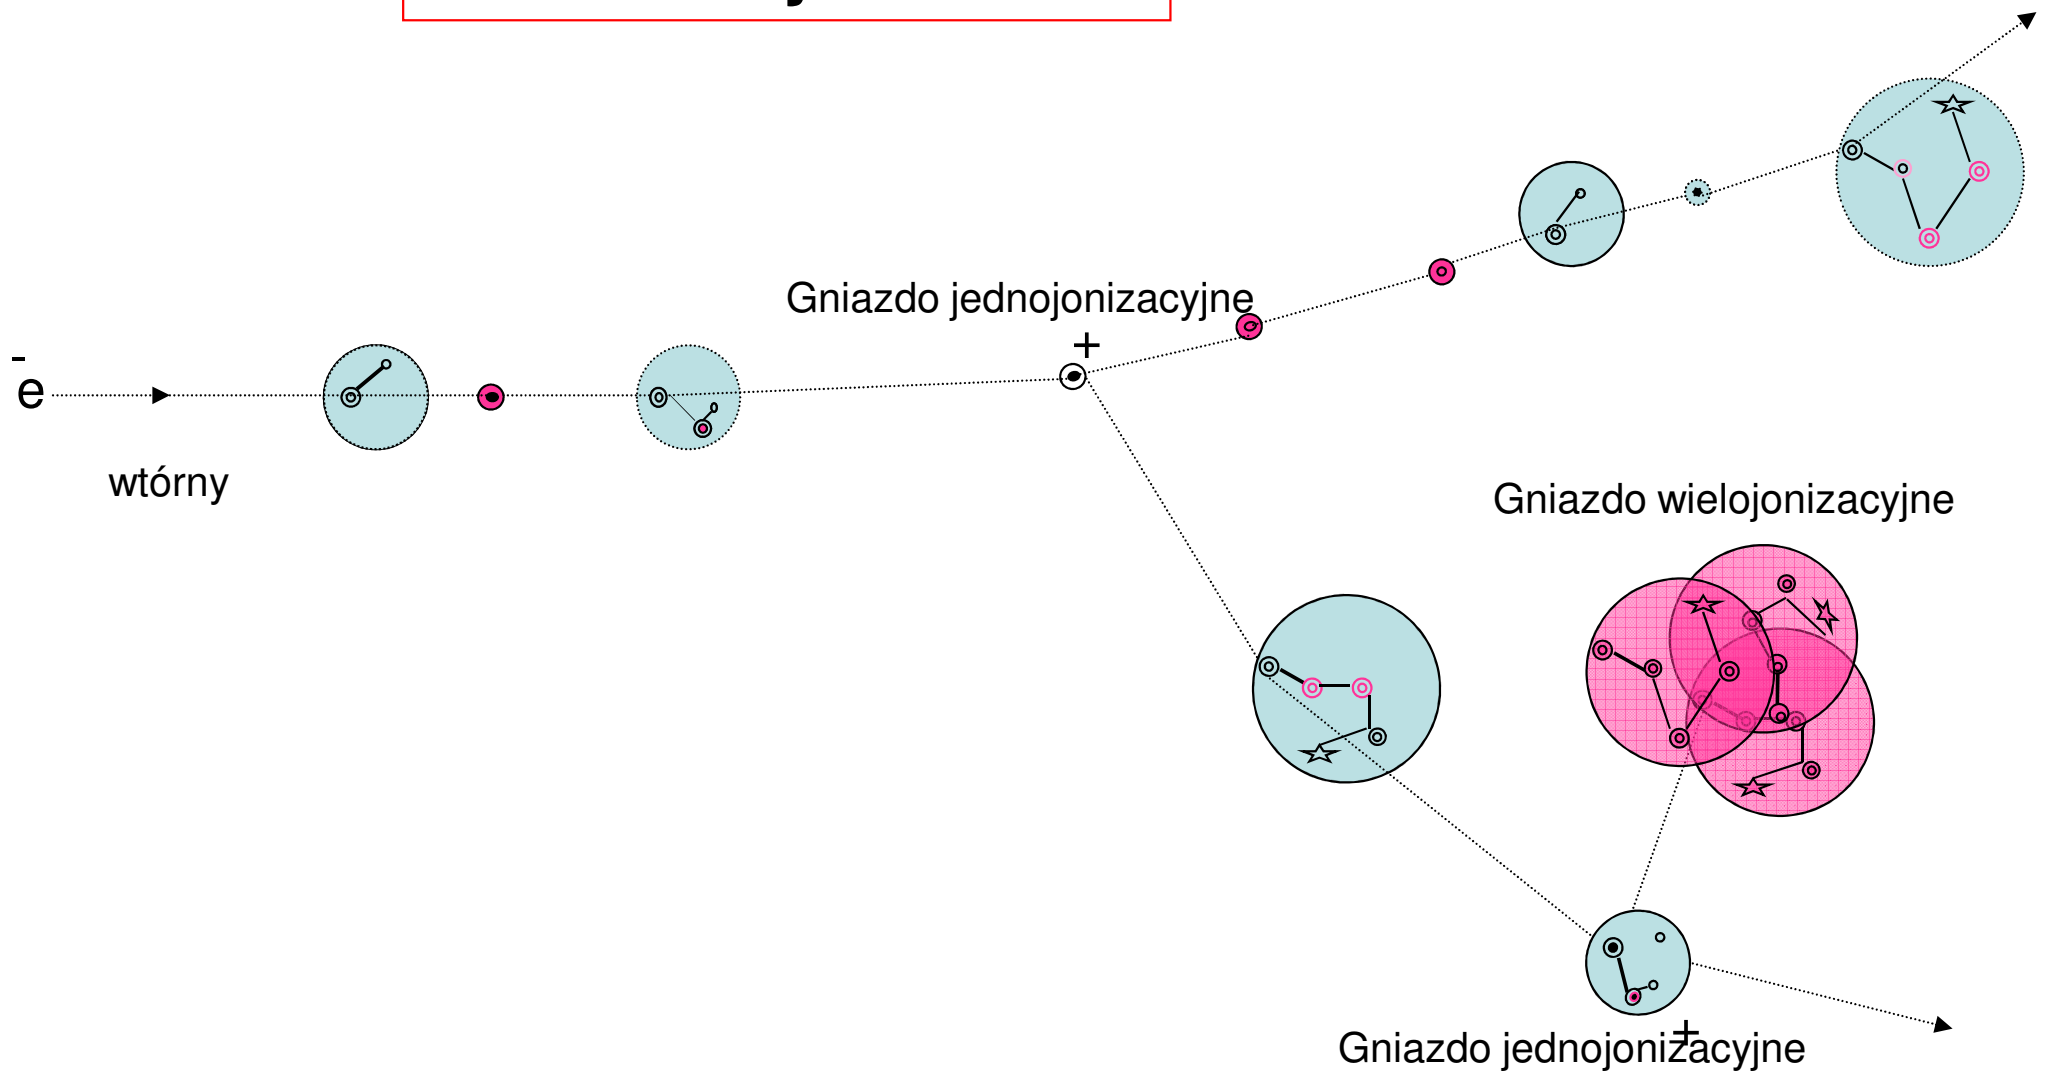 Gniazdo jednojonizacyjne
+
-
e
wtórny
Gniazdo wielojonizacyjne
+
Gniazdo jednojonizacyjne